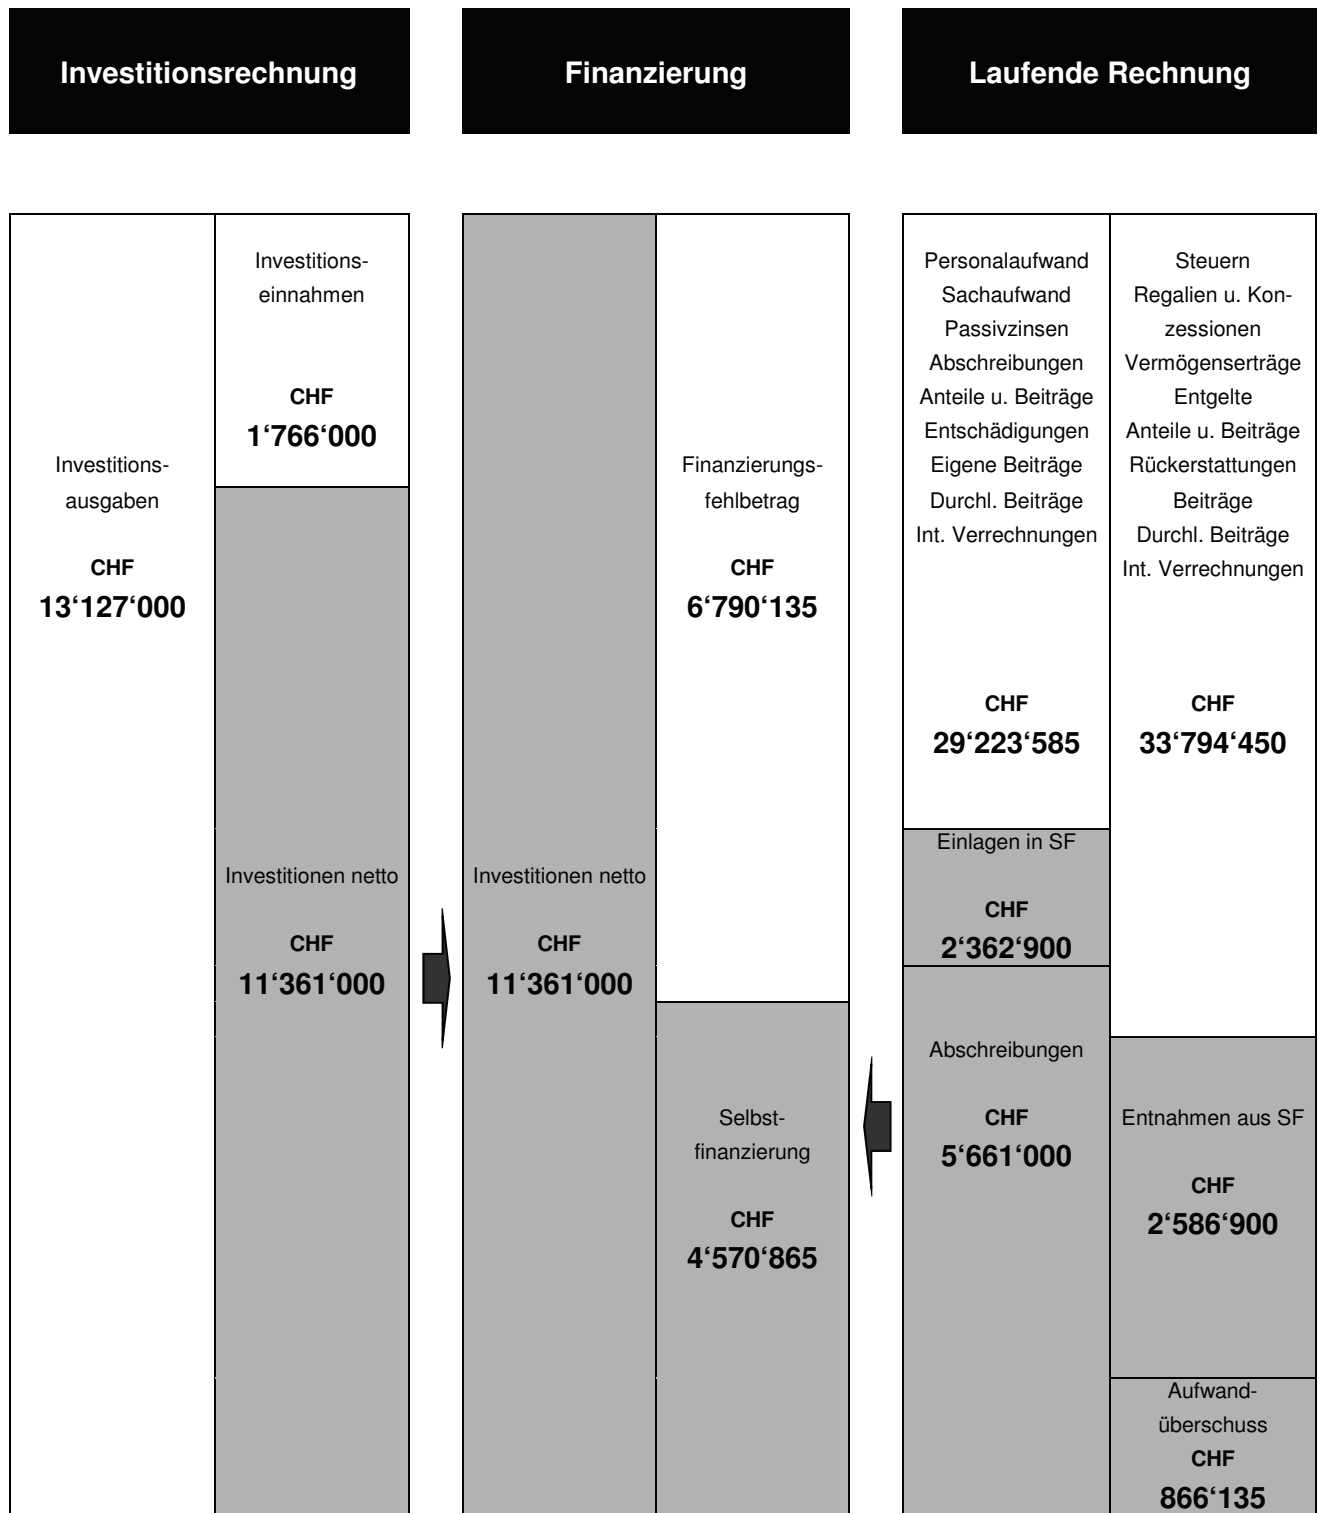 Investitionsrechnung
Finanzierung
Laufende Rechnung
Investitions-
ausgaben
CHF
13‘127‘000
Investitions-
einnahmen
CHF
1‘766‘000
Investitionen netto
CHF
11‘361‘000
Investitionen netto
CHF
11‘361‘000
Finanzierungs-
fehlbetrag
CHF
6‘790‘135
Selbst-
finanzierung
CHF
4‘570‘865
Personalaufwand
Sachaufwand
Passivzinsen
Abschreibungen
Anteile u. Beiträge
Entschädigungen
Eigene Beiträge
Durchl. Beiträge
Int. Verrechnungen
CHF
29‘223‘585
Einlagen in SF
CHF
2‘362‘900
Abschreibungen
CHF
5‘661‘000
Steuern
Regalien u. Kon-
zessionen
Vermögenserträge
Entgelte
Anteile u. Beiträge
Rückerstattungen
Beiträge
Durchl. Beiträge
Int. Verrechnungen
CHF
33‘794‘450
Entnahmen aus SF
CHF
2‘586‘900
Aufwand-
überschuss
CHF
866‘135